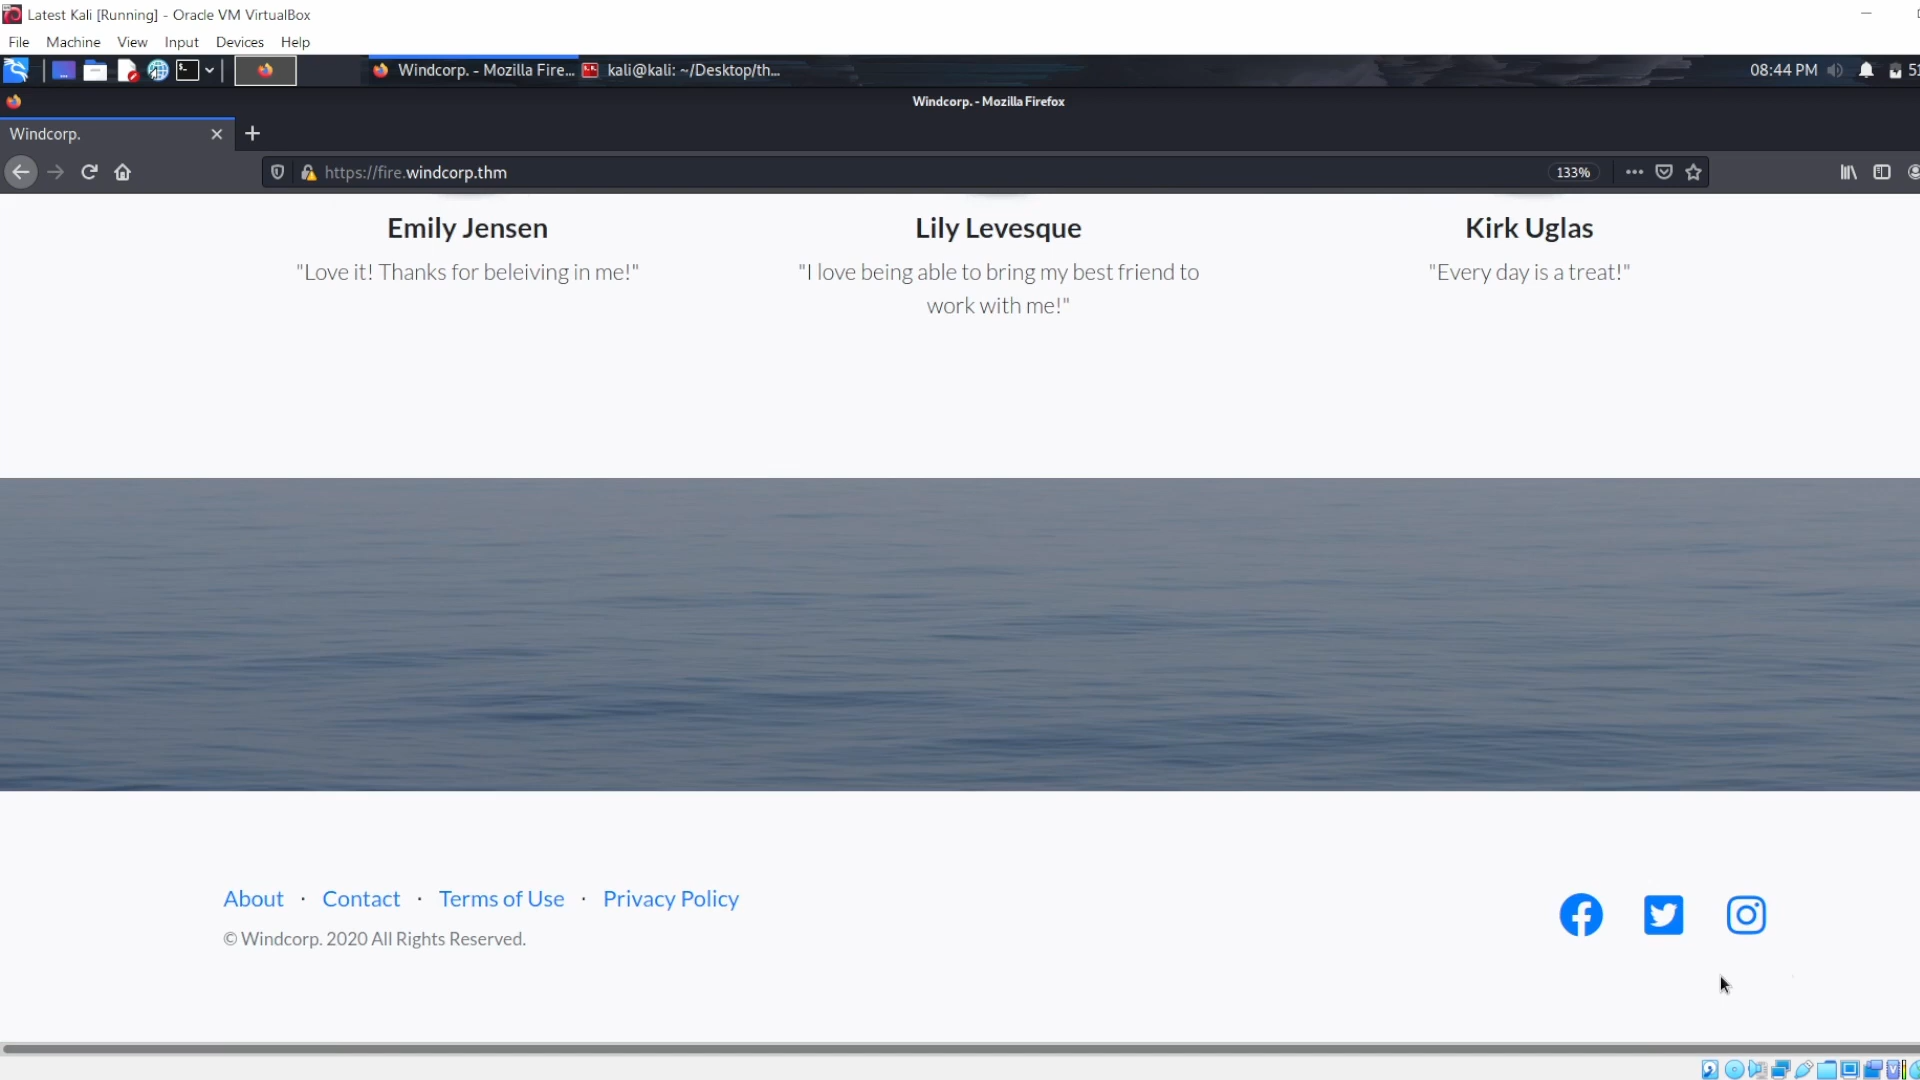 Latest Kali [Running] - Oracle VM VirtualBox
File Machine View Input Devices Help
Windcorp. - Mozilla Fire... kali@kali: ~/Desktop/th... 08:44 PM 51
Windcorp. - Mozilla Firefox
Windcorp.
https://fire.windcorp.thm 133%
Emily Jensen Lily Levesque Kirk Uglas
"Love it! Thanks for beleiving in me!" "I love being able to bring my best friend to "Every day is a treat!"
work with me!"
About · Contact · Terms of Use · Privacy Policy
© Windcorp. 2020 All Rights Reserved.